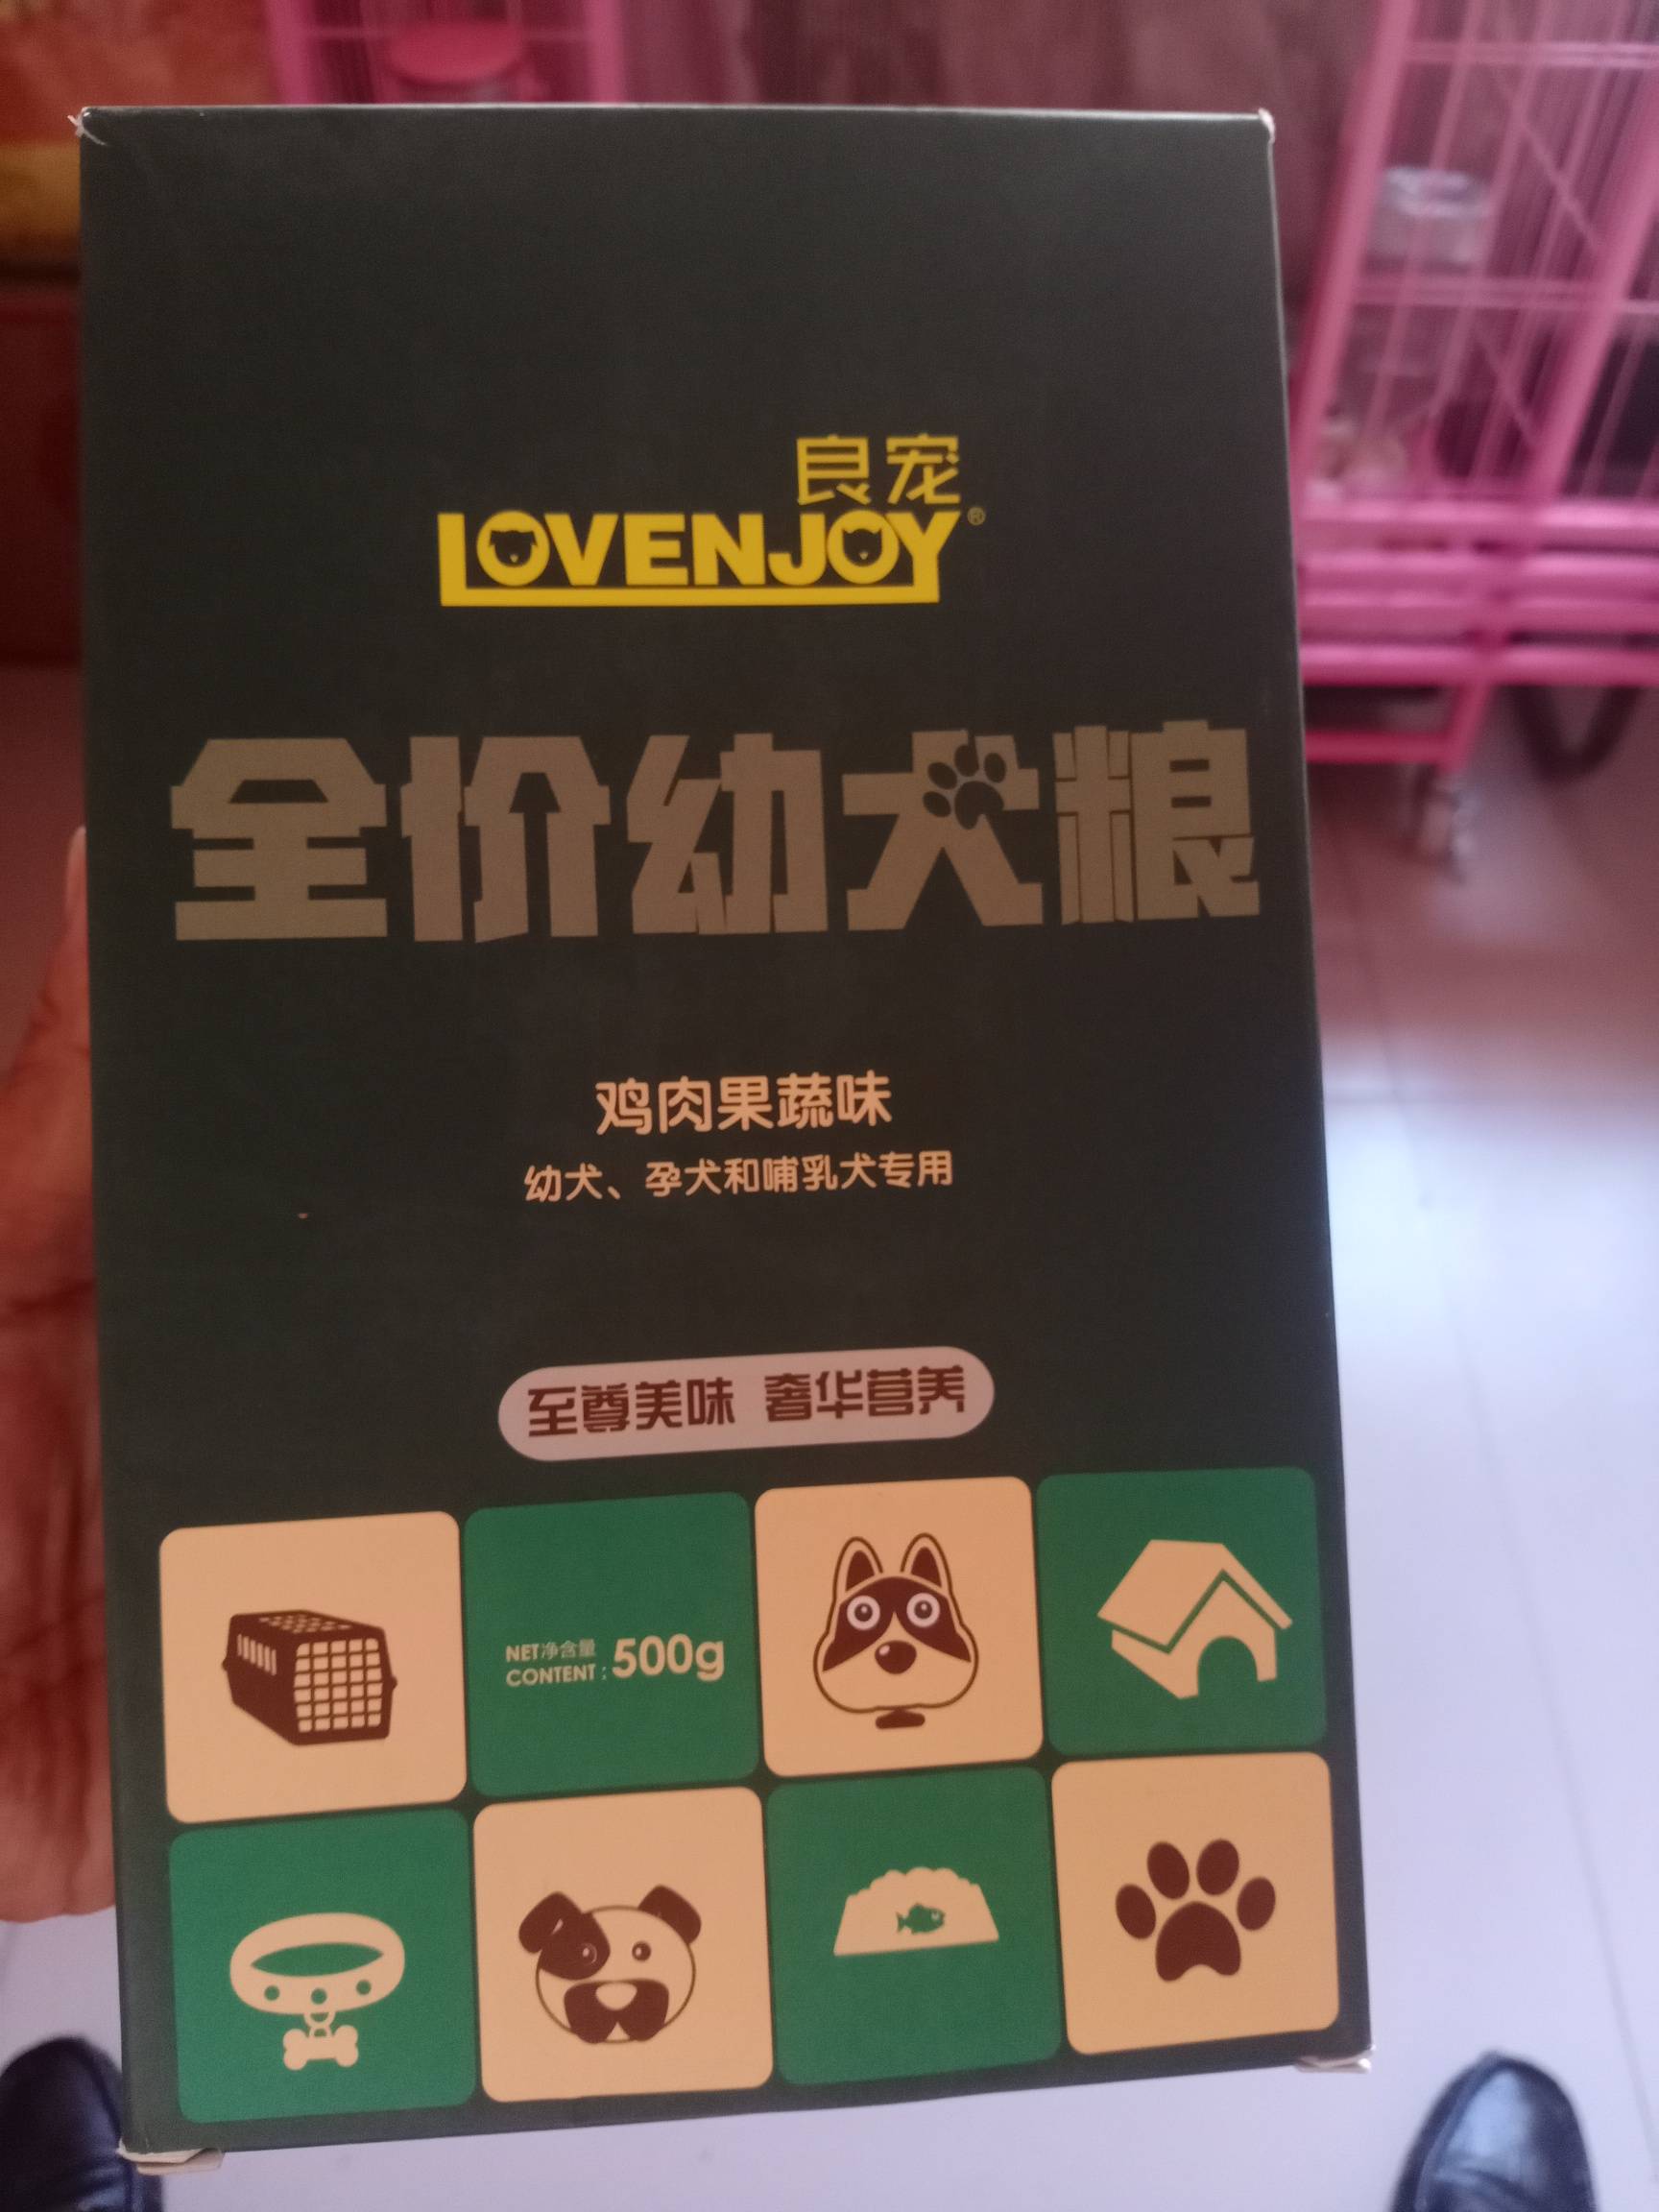 良宠
LOVENJOY®
全价幼犬粮
鸡肉果蔬味
幼犬、孕犬和哺乳犬专用
至尊美味 奢华营养
NET净含量
CONTENT : 500g